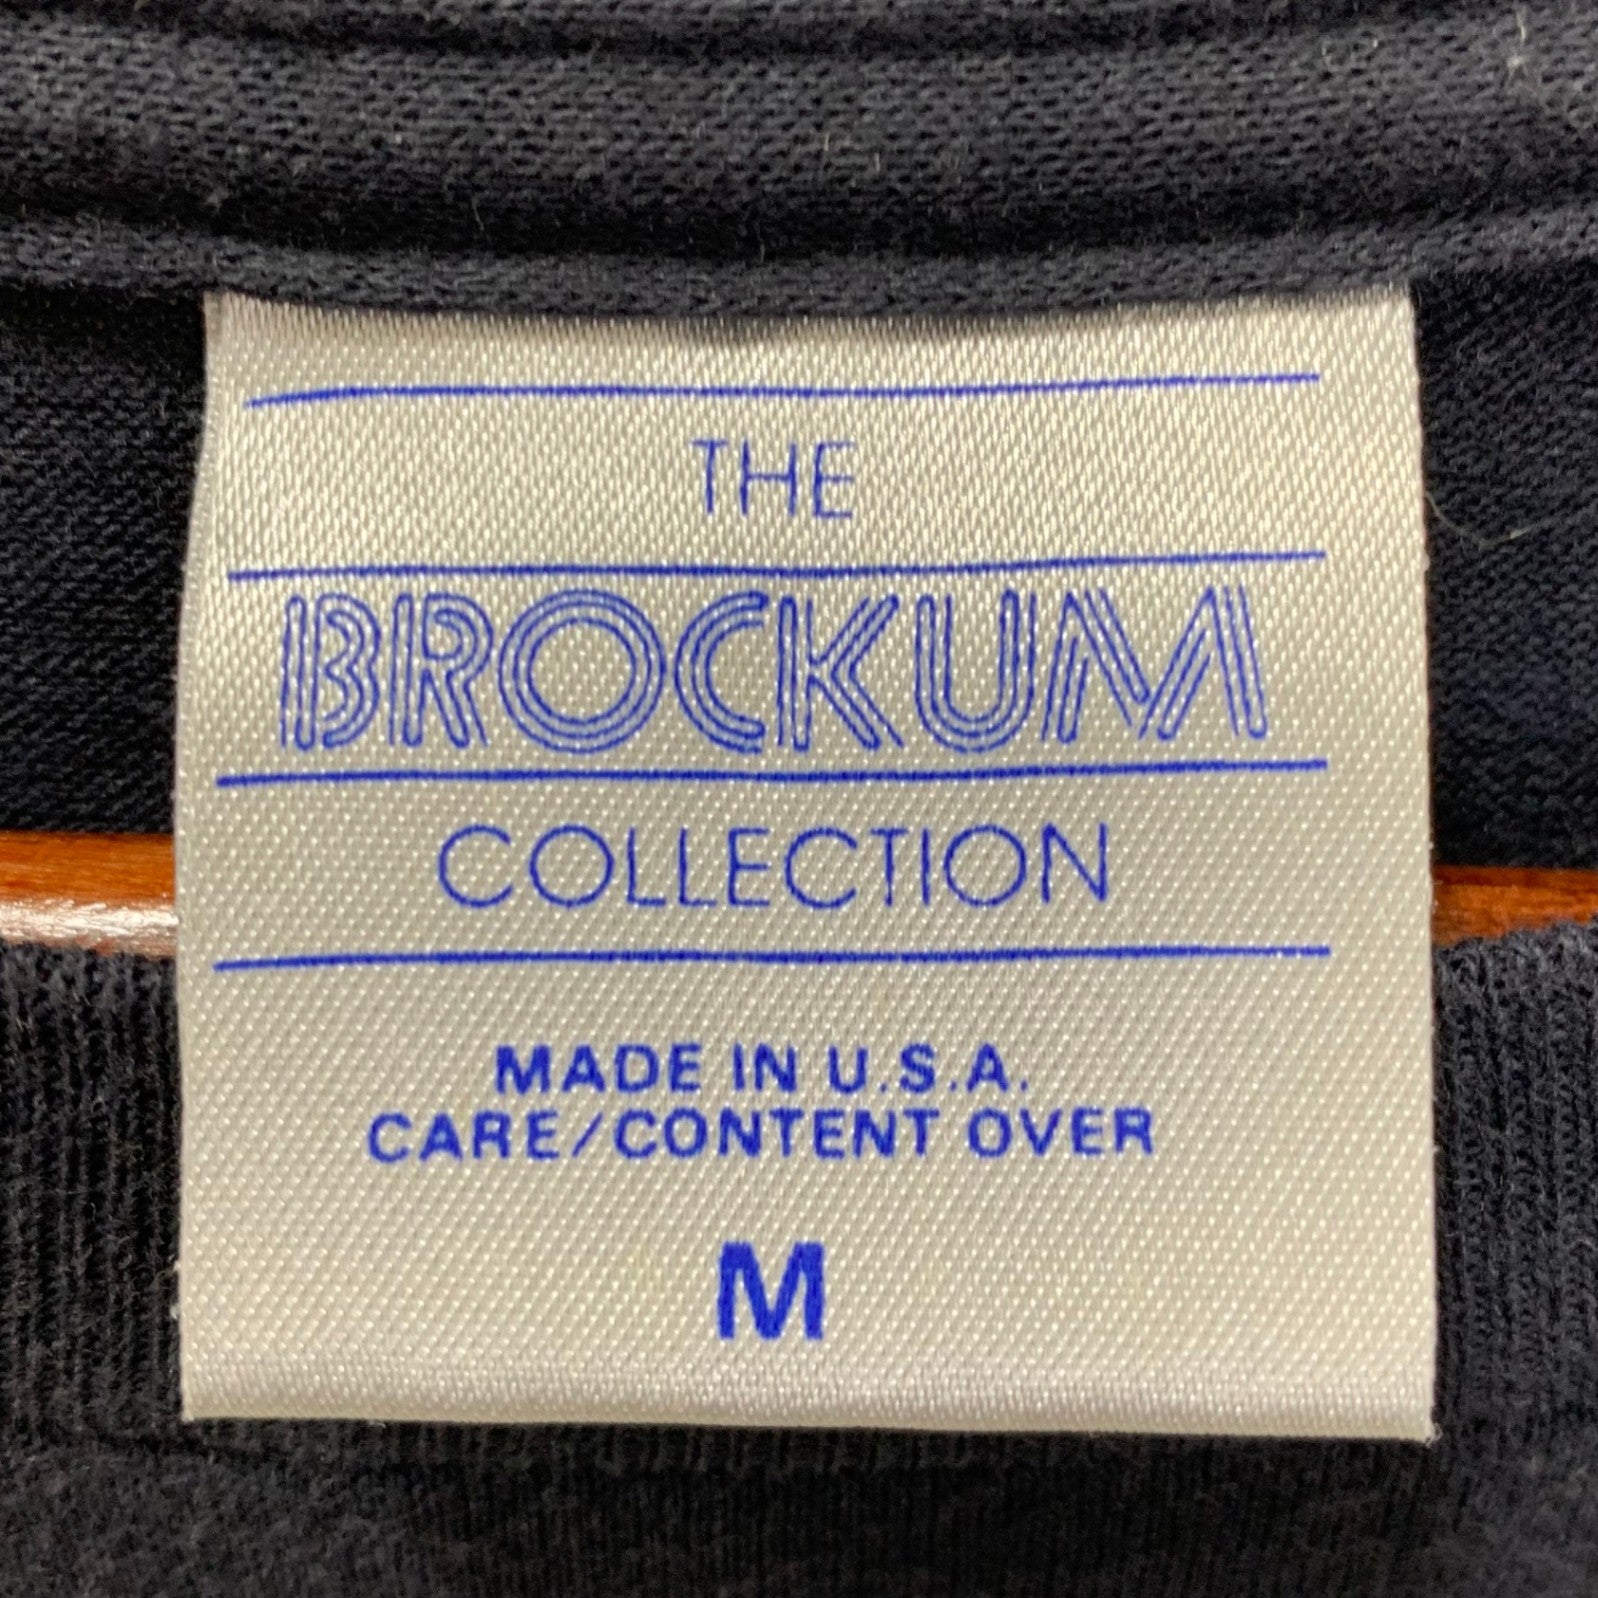 THE
BROCKUM
COLLECTION
MADE IN U.S.A.
CARE/CONTENT OVER
M